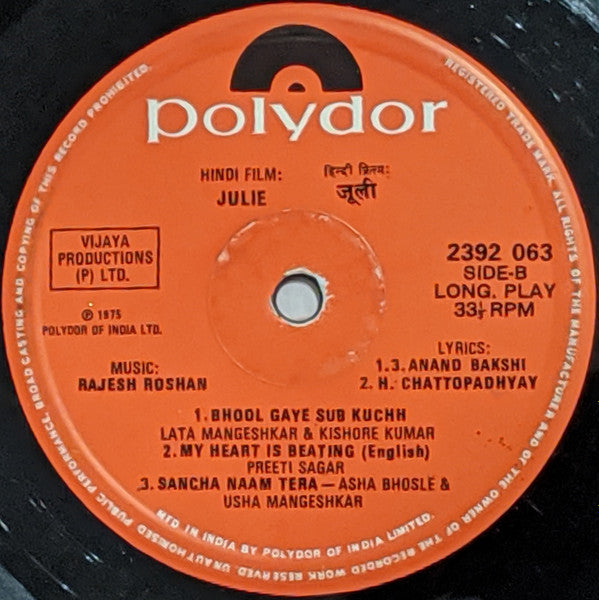 polydor
HINDI FILM:
JULIE
हिन्दी फ़िल्म:
जूली
VIJAYA
PRODUCTIONS
(P) LTD.
℗ 1975
POLYDOR OF INDIA LTD.
2392 063
SIDE-B
LONG. PLAY
33⅓ RPM
MUSIC:
RAJESH ROSHAN
LYRICS:
1.3. ANAND BAKSHI
2. H. CHATTOPADHYAY
1. BHOOL GAYE SUB KUCHH
LATA MANGESHKAR & KISHORE KUMAR
2. MY HEART IS BEATING (English)
PREETI SAGAR
3. SANCHA NAAM TERA — ASHA BHOSLE &
USHA MANGESHKAR
MFD. IN INDIA BY POLYDOR OF INDIA LIMITED.
REGISTERED TRADE MARK. ALL RIGHTS OF THE MANUFACTURER AND OF THE OWNER OF THE RECORDED WORK RESERVED. UNAUTHORISED PUBLIC PERFORMANCE, BROADCASTING AND COPYING OF THIS RECORD PROHIBITED.